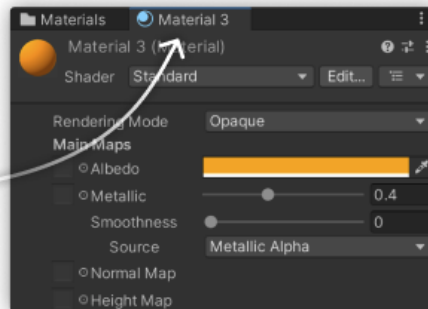 Materials Material 3
Material 3 (Material)
Shader Standard Edit...
Rendering Mode Opaque
Main Maps
Albedo
Metallic 0.4
Smoothness 0
Source Metallic Alpha
Normal Map
Height Map